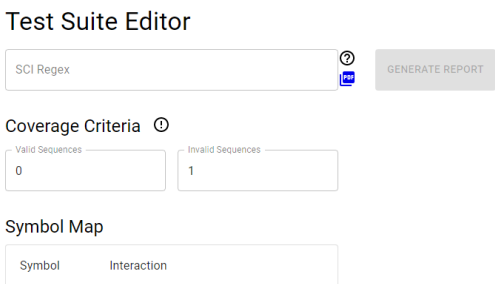 Test Suite Editor
SCI Regex
?
PDF
GENERATE REPORT
Coverage Criteria
Valid Sequences
Invalid Sequences
0
1
Symbol Map
Symbol Interaction